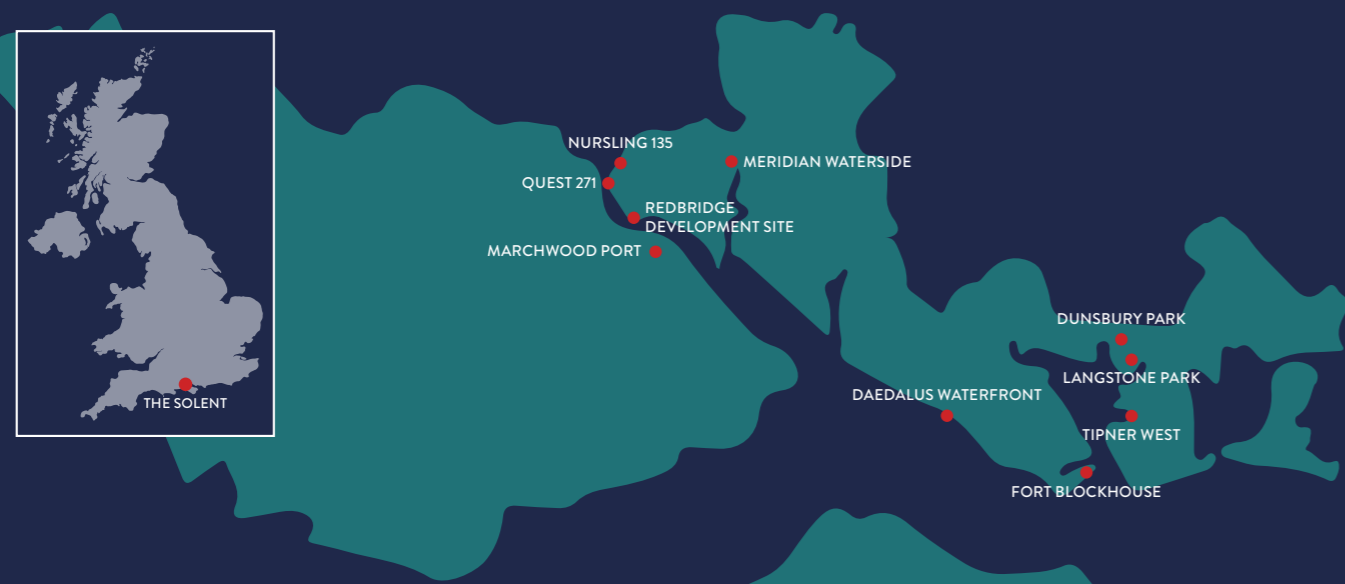 NURSLING 135
MERIDIAN WATERSIDE
QUEST 271
REDBRIDGE
DEVELOPMENT SITE
MARCHWOOD PORT
DUNSBURY PARK
LANGSTONE PARK
DAEDALUS WATERFRONT
THE SOLENT
TIPNER WEST
FORT BLOCKHOUSE